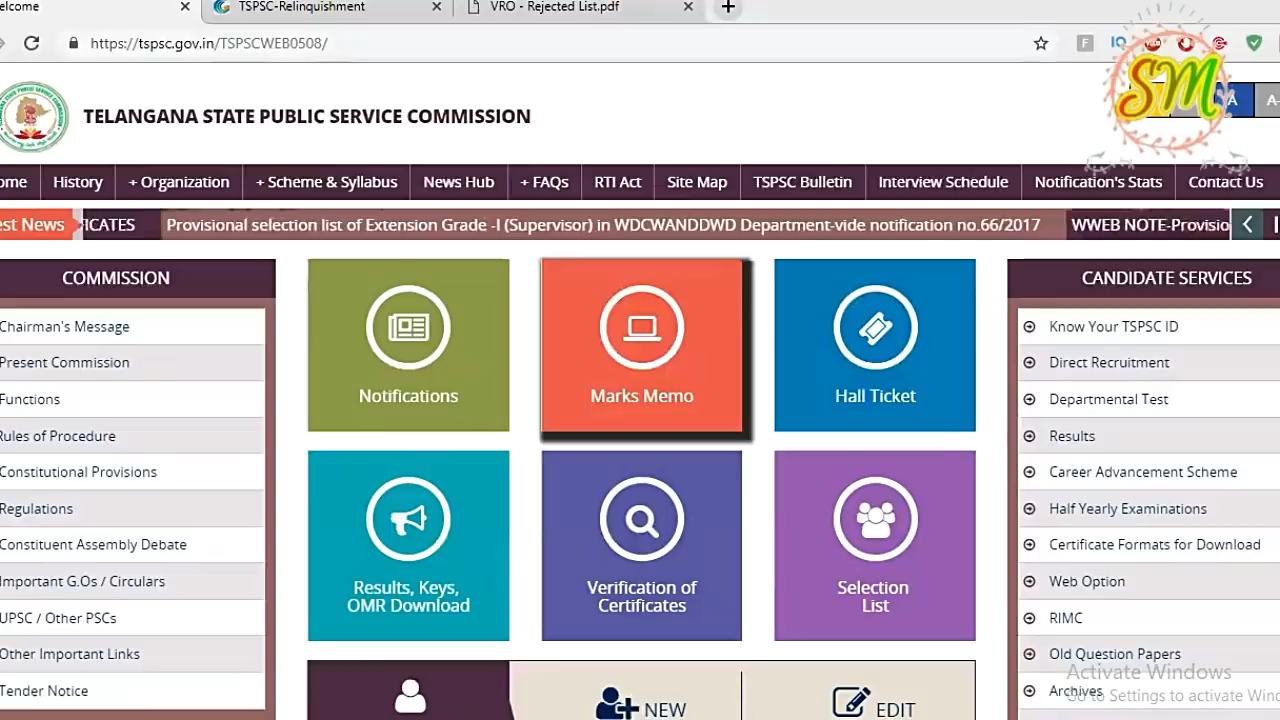 elcome
TSPSC-Relinquishment
VRO - Rejected List.pdf
https://tspsc.gov.in/TSPSCWEB0508/
SM
A
A-
TELANGANA STATE PUBLIC SERVICE COMMISSION
ome
History
+ Organization
+ Scheme & Syllabus
News Hub
+ FAQs
RTI Act
Site Map
TSPSC Bulletin
Interview Schedule
Notification's Stats
Contact Us
est News
ICATES
Provisional selection list of Extension Grade -I (Supervisor) in WDCWANDDWD Department-vide notification no.66/2017
WWEB NOTE-Provisio
COMMISSION
Chairman's Message
Present Commission
Functions
Rules of Procedure
Constitutional Provisions
Regulations
Constituent Assembly Debate
Important G.Os / Circulars
UPSC / Other PSCs
Other Important Links
Tender Notice
Notifications
Marks Memo
Hall Ticket
Results, Keys,
OMR Download
Verification of
Certificates
Selection
List
NEW
EDIT
CANDIDATE SERVICES
Know Your TSPSC ID
Direct Recruitment
Departmental Test
Results
Career Advancement Scheme
Half Yearly Examinations
Certificate Formats for Download
Web Option
RIMC
Old Question Papers
Archives
Activate Windows
Go to Settings to activate Wind